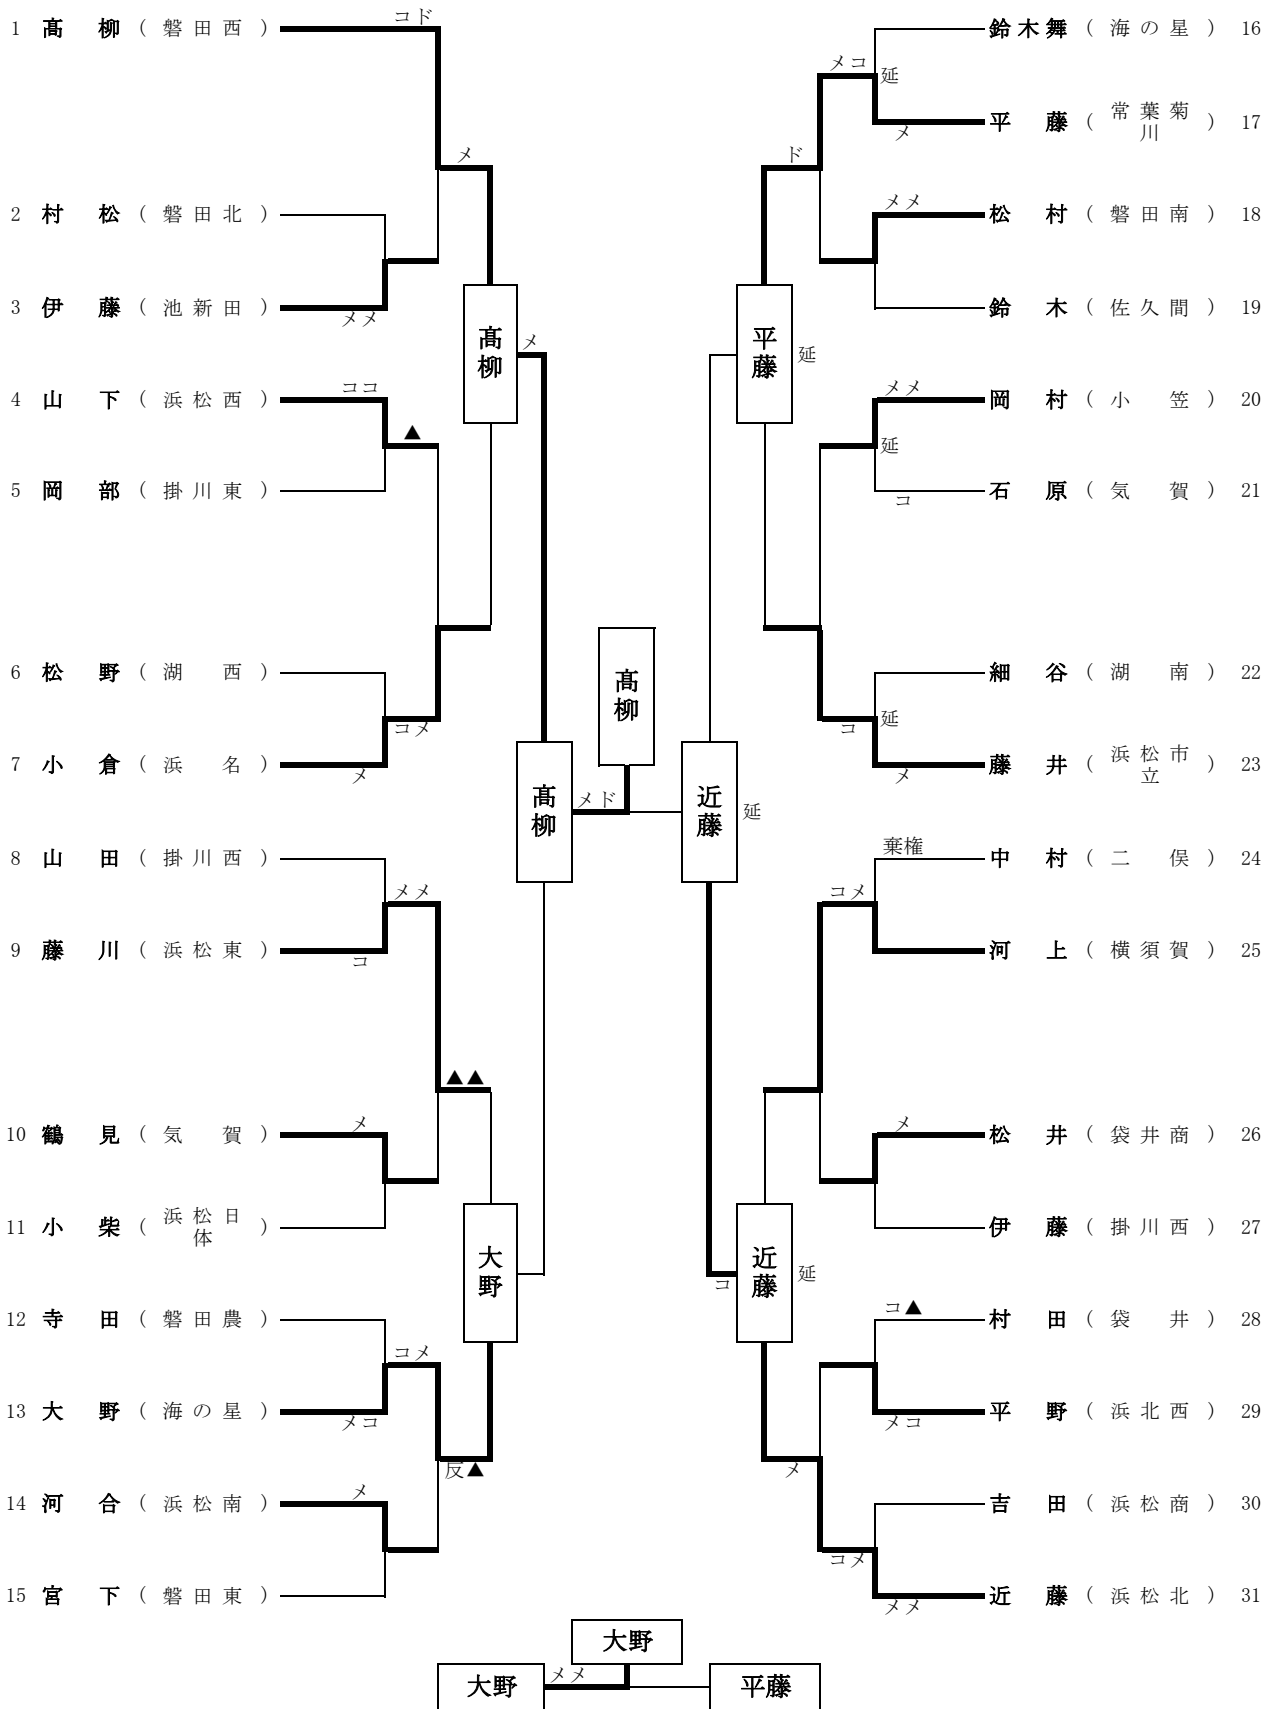 コド
1 髙柳 ( 磐田西 )
メ
2 村松 ( 磐田北 )
3 伊藤 ( 池新田 )
メメ
髙柳
メ
ココ
4 山下 ( 浜松西 )
▲
5 岡部 ( 掛川東 )
6 松野 ( 湖西 )
コメ
7 小倉 ( 浜名 )
メ
髙柳
髙柳
メド
8 山田 ( 掛川西 )
メメ
9 藤川 ( 浜松東 )
コ
▲▲
メ
10 鶴見 ( 気賀 )
11 小柴 ( 浜松日体 )
大野
12 寺田 ( 磐田農 )
コメ
13 大野 ( 海の星 )
メコ
反▲
メ
14 河合 ( 浜松南 )
15 宮下 ( 磐田東 )
鈴木舞 ( 海の星 ) 16
メコ 延
平藤 ( 常葉菊川 ) 17
メ
ド
メメ
松村 ( 磐田南 ) 18
鈴木 ( 佐久間 ) 19
平藤 延
メメ
岡村 ( 小笠 ) 20
延
石原 ( 気賀 ) 21
コ
細谷 ( 湖南 ) 22
コ 延
藤井 ( 浜松市立 ) 23
メ
近藤 延
棄権
中村 ( 二俣 ) 24
コメ
河上 ( 横須賀 ) 25
メ
松井 ( 袋井商 ) 26
伊藤 ( 掛川西 ) 27
近藤 延
コ
コ▲
村田 ( 袋井 ) 28
平野 ( 浜北西 ) 29
メコ
メ
吉田 ( 浜松商 ) 30
コメ
近藤 ( 浜松北 ) 31
メメ
大野
大野 メメ 平藤